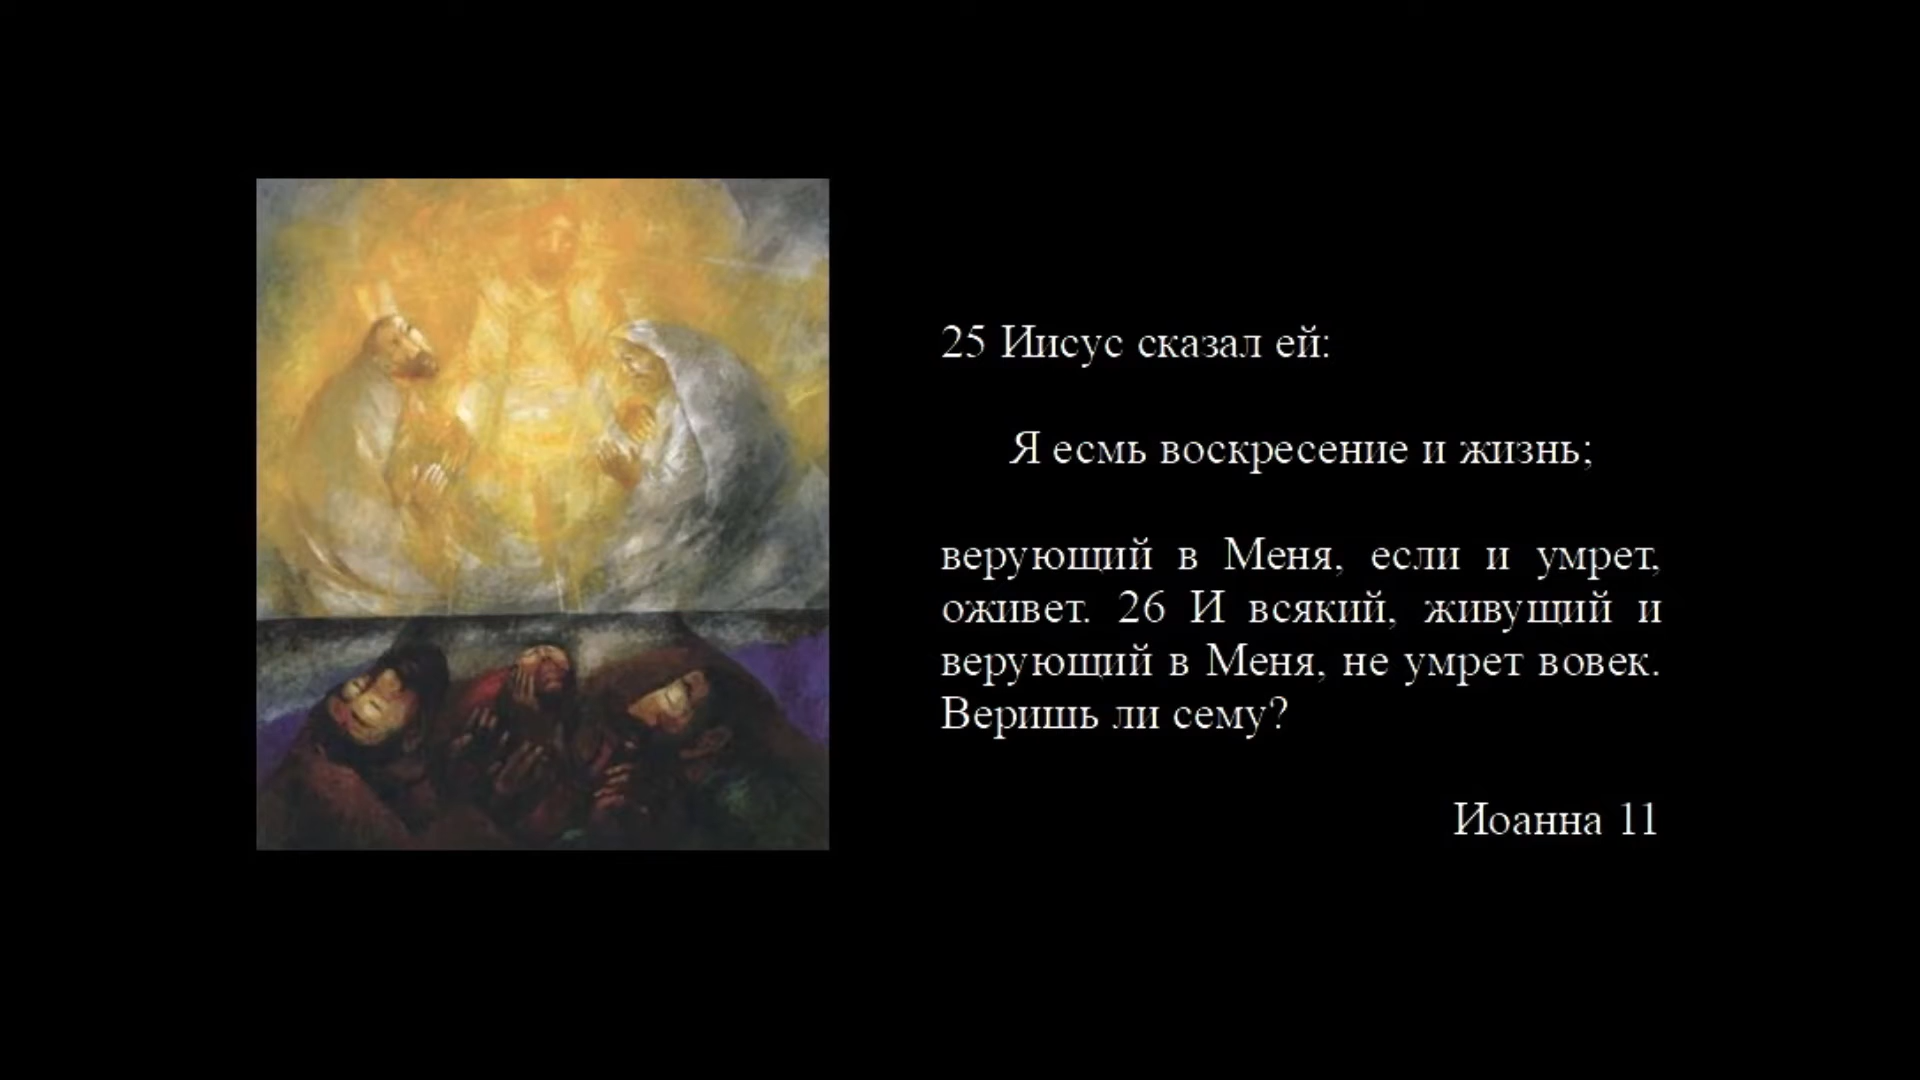 25 Иисус сказал ей:
Я есмь воскресение и жизнь;
верующий в Меня, если и умрет,
оживет. 26 И всякий, живущий и
верующий в Меня, не умрет вовек.
Веришь ли сему?
Иоанна 11